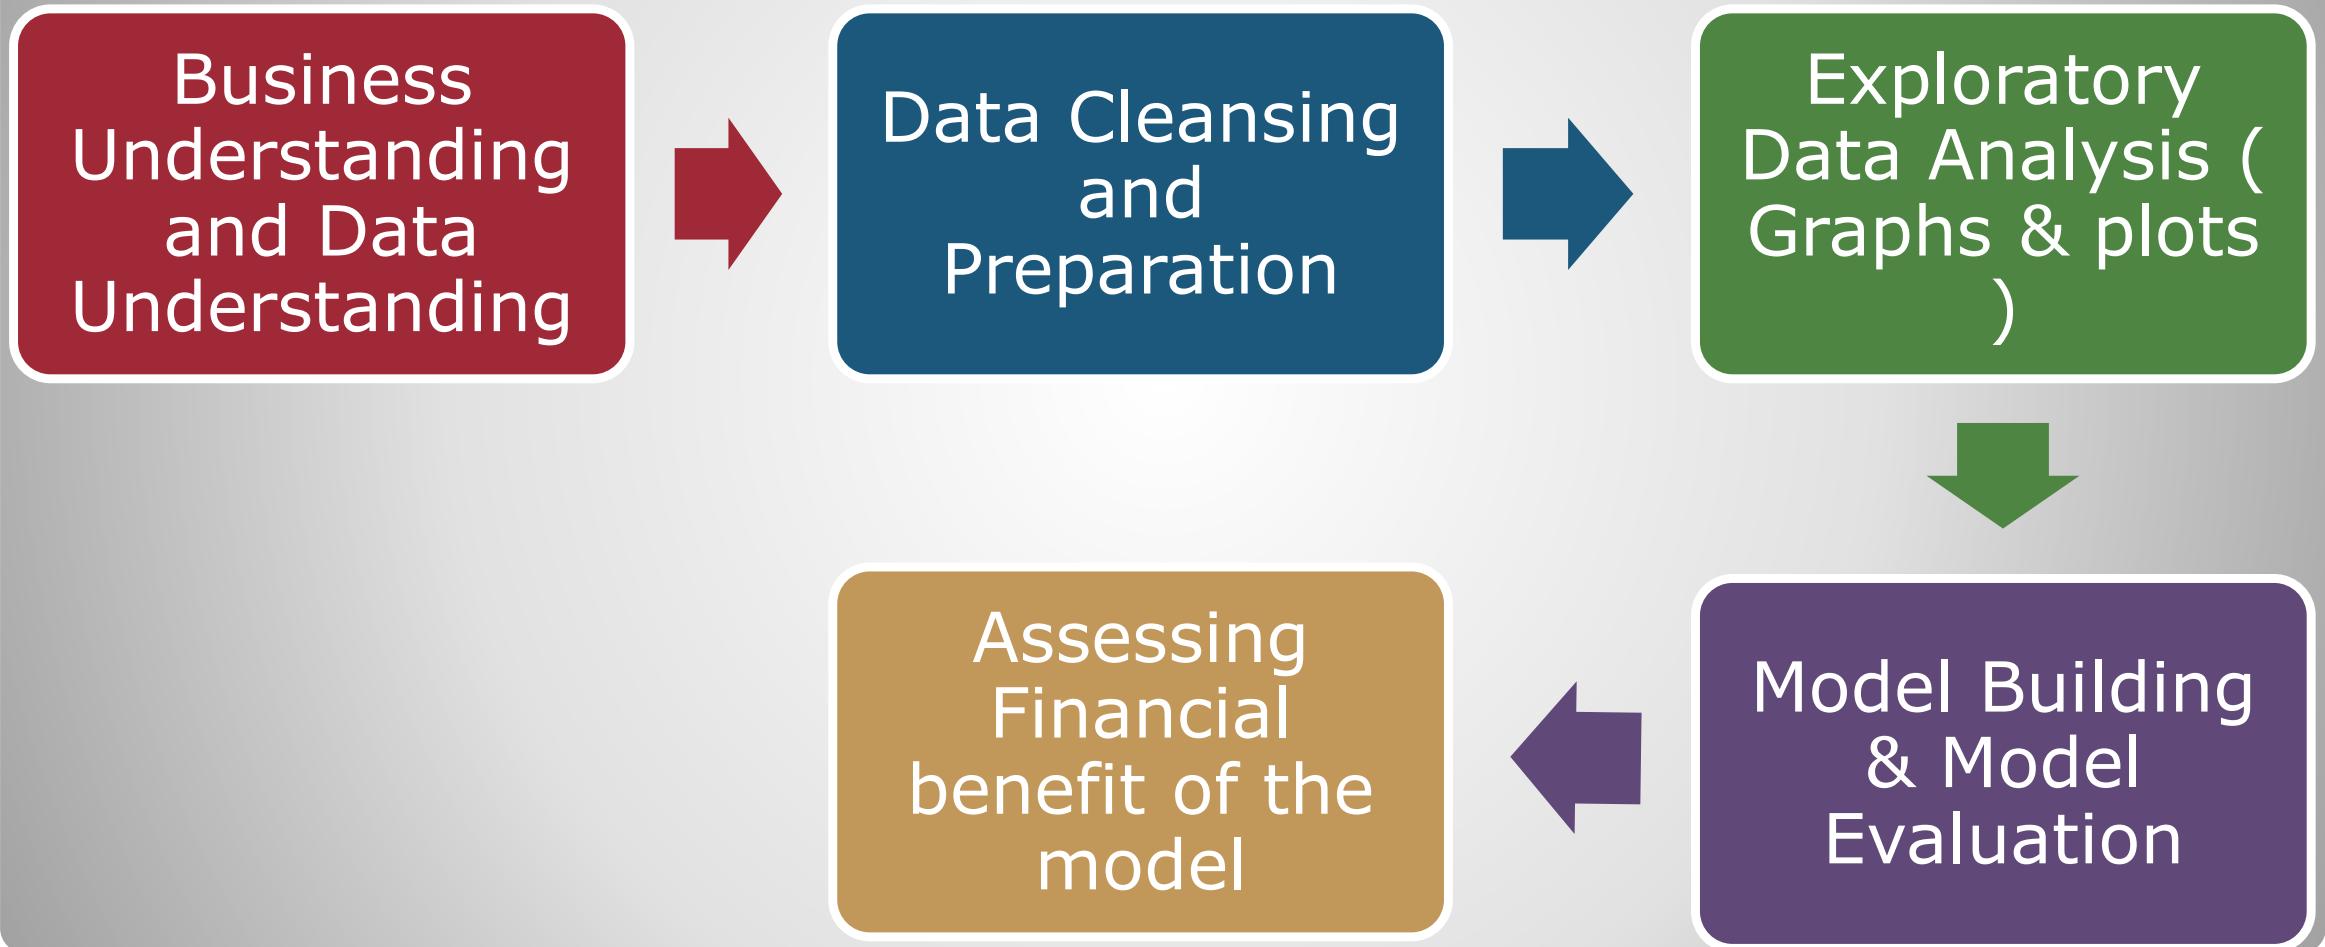 Business
Understanding
and Data
Understanding
Data Cleansing
and
Preparation
Exploratory
Data Analysis (
Graphs & plots
)
Model Building
& Model
Evaluation
Assessing
Financial
benefit of the
model